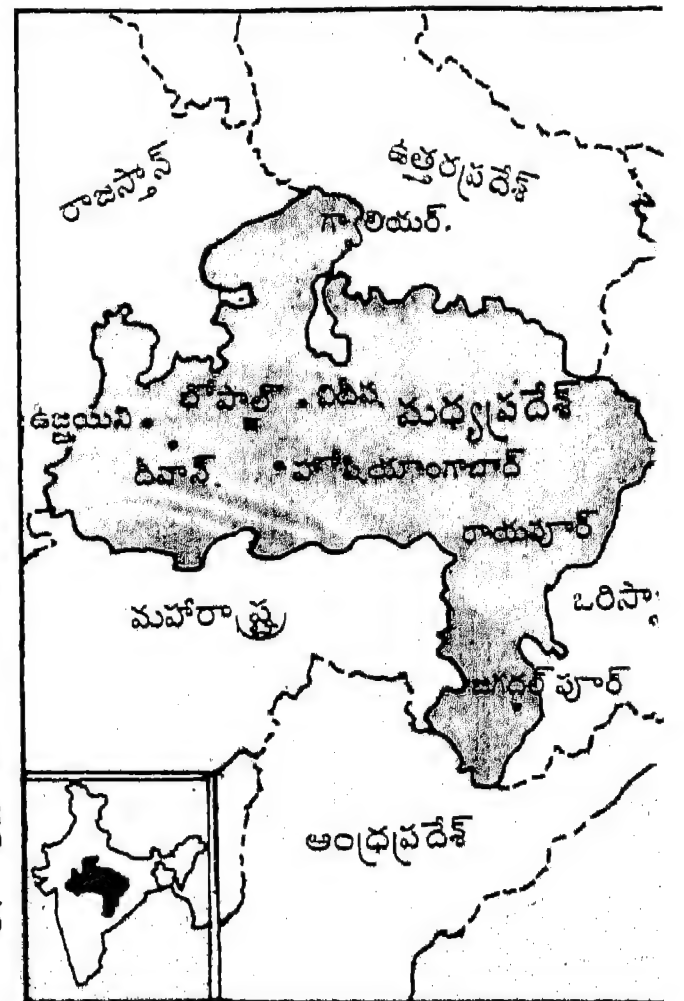 రాజస్తాన్
ఉత్తరప్రదేశ్
గ్వాలియర్.
భోపాల్
విదీష
మధ్యప్రదేశ్
ఉజ్జయిని
దీవాస్.
హోషియాంగాబాద్
రాయపూర్
మహారాష్ట్ర
ఒరిస్సా
జగదల్ పూర్
ఆంధ్రప్రదేశ్